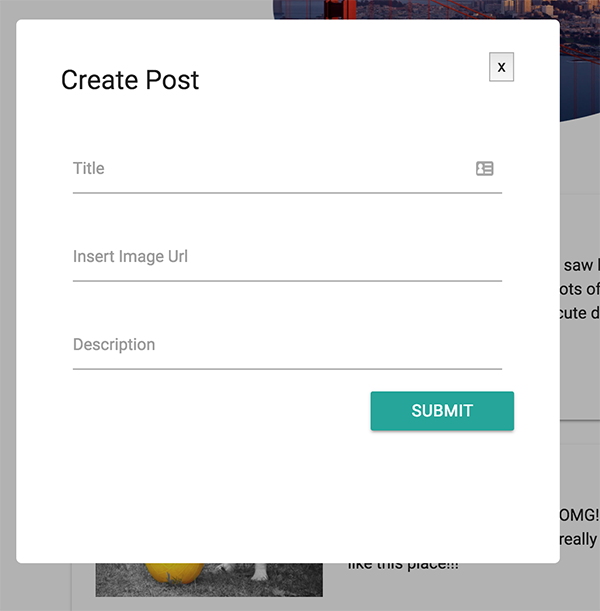 Create Post
x
Title
Insert Image Url
Description
SUBMIT
saw
ots of
cute d
OMG!
really
like this place!!!